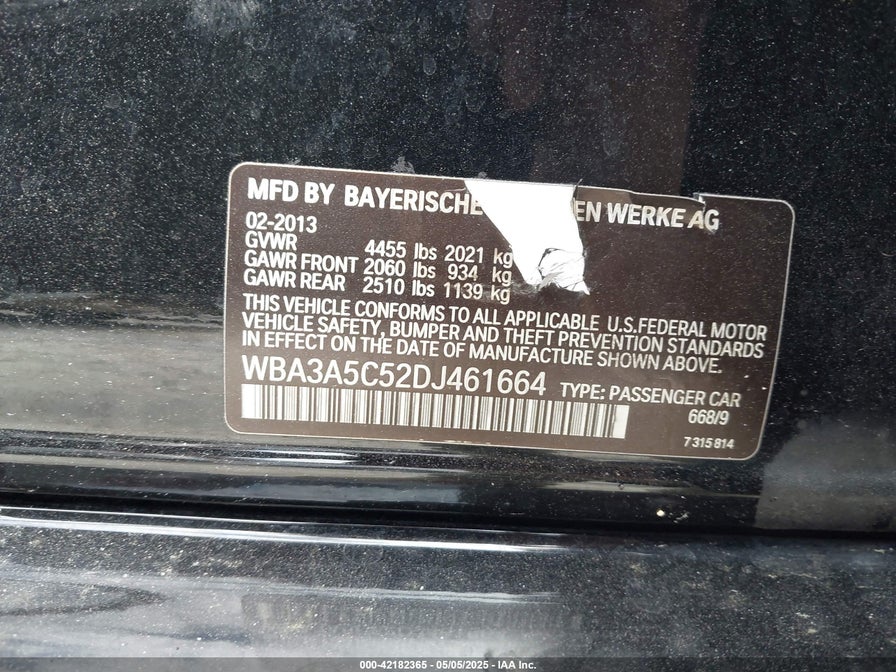 MFD BY BAYERISCHE EN WERKE AG
02-2013
GVWR 4455 lbs 2021 kg
GAWR FRONT 2060 lbs 934 kg
GAWR REAR 2510 lbs 1139 kg
THIS VEHICLE CONFORMS TO ALL APPLICABLE U.S.FEDERAL MOTOR
VEHICLE SAFETY, BUMPER AND THEFT PREVENTION STANDARDS
IN EFFECT ON THE DATE OF MANUFACTURE SHOWN ABOVE.
WBA3A5C52DJ461664 TYPE: PASSENGER CAR
668/9
7 315 814
000-42182365 - 05/05/2025 - IAA Inc.